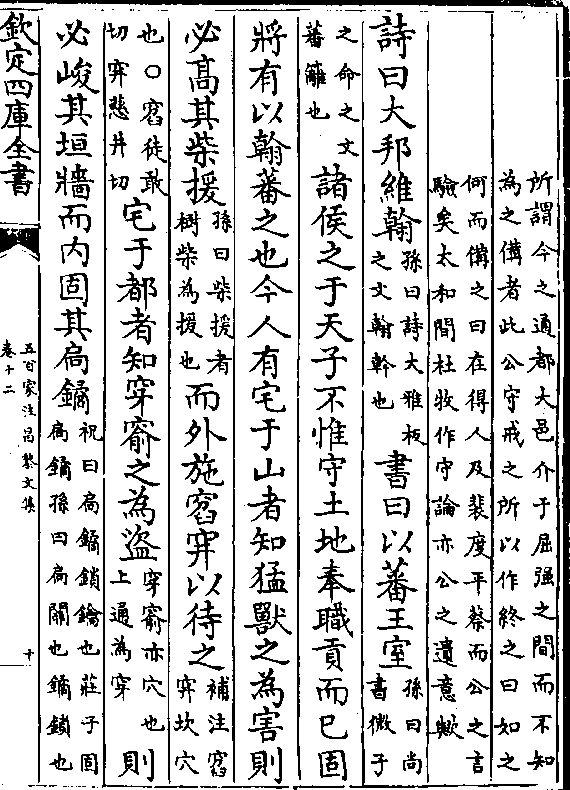 所謂今之通都大邑介于屈强之間而不知
為之備者此公守戒之所以作終之曰如之
何而備之曰在得人及裴度平蔡而公之言
驗矣太和間杜牧作守論亦公之遺意歟
詩曰大邦維翰孫曰詩大雅板之文翰幹也書曰以蕃王室孫曰尚書微子
之命之文蕃籬也諸侯之于天子不惟守土地奉職貢而已固
將有以翰蕃之也今人有宅于山者知猛獸之為害則
必髙其柴援孫曰柴援者樹柴為援也而外施窞穽以待之補注窞穽坎穴
也○窞徒敢切穽慈井切宅于都者知穿窬之為盜穿窬亦穴也上通為穿則
必峻其垣牆而内固其扃鐍祝曰扃鐍鎖鑰也莊子固扃鐍孫曰扃關也鐍鎖也
欽定四庫全書
五百家注昌黎文集
卷十二
十